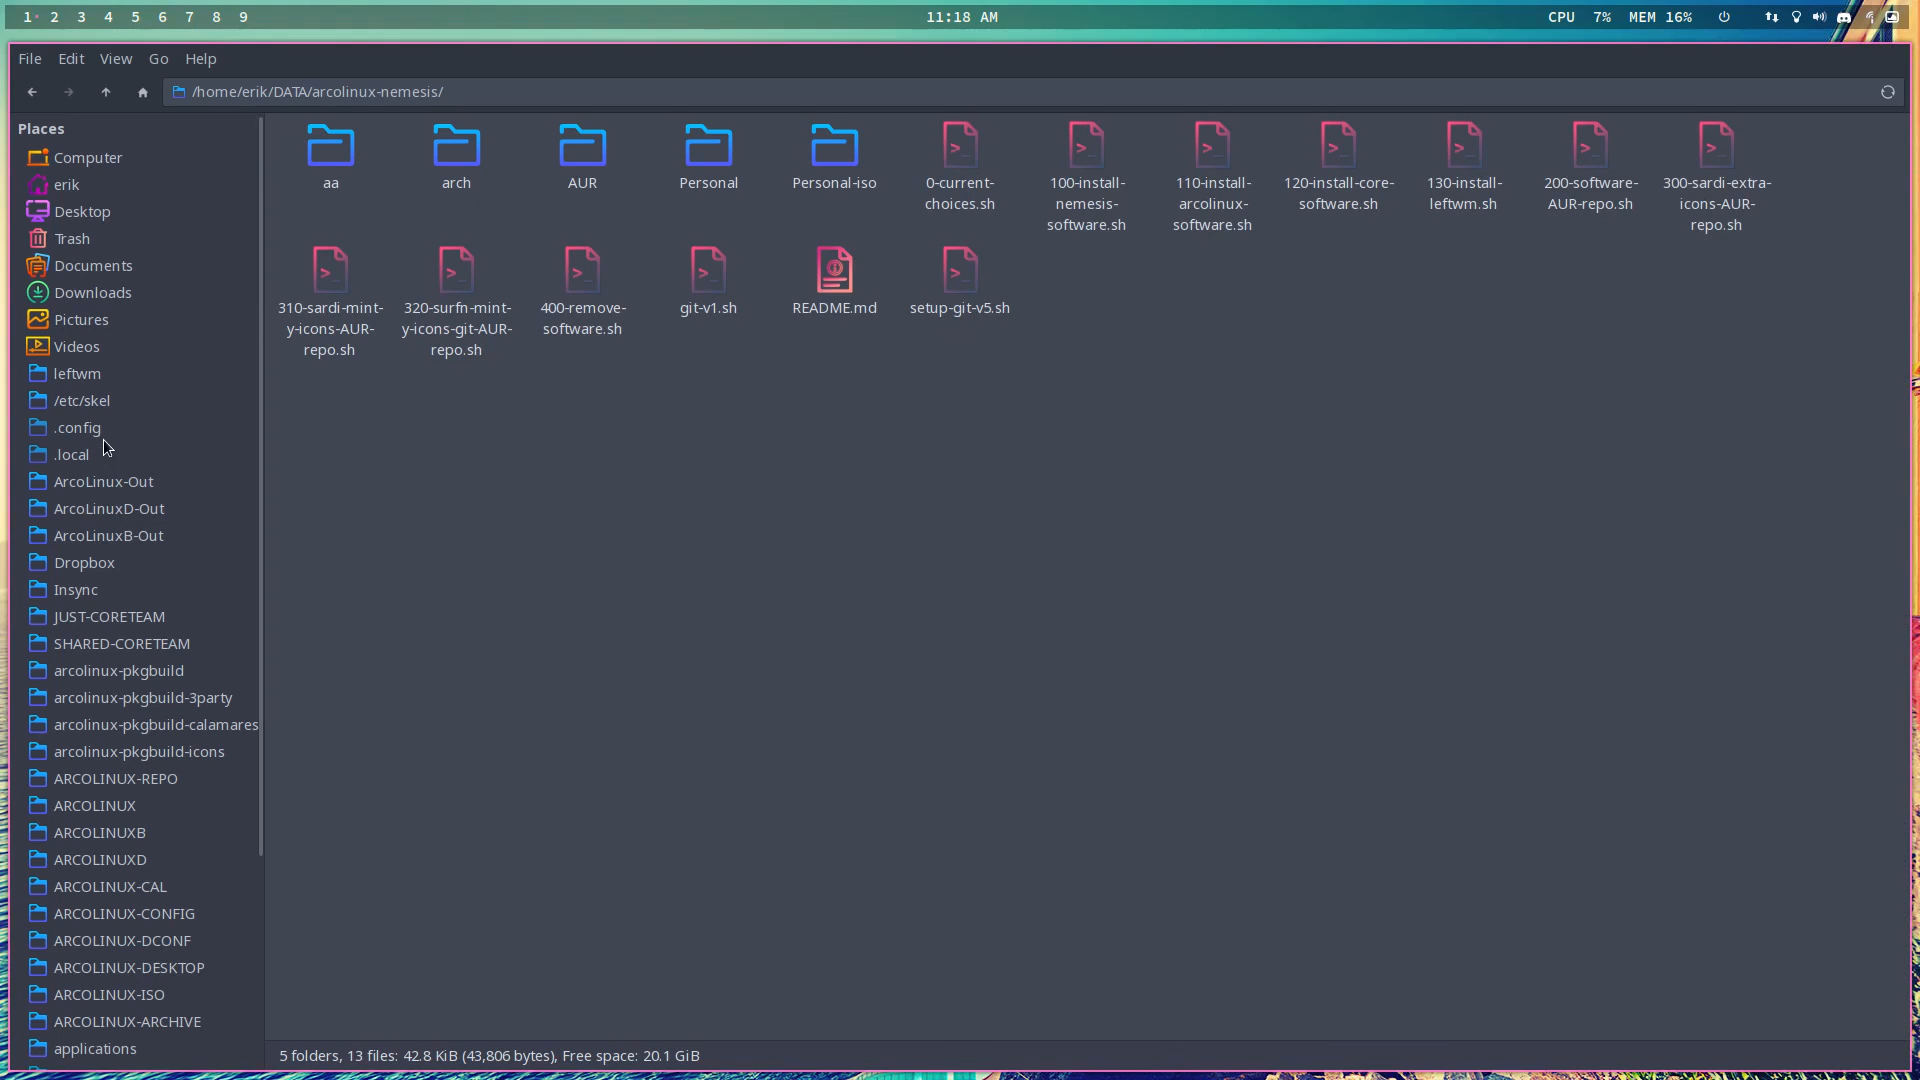 1 2 3 4 5 6 7 8 9 11:18 AM CPU 7% MEM 16%
File Edit View Go Help
/home/erik/DATA/arcolinux-nemesis/
Places
Computer
erik
Desktop
Trash
Documents
Downloads
Pictures
Videos
leftwm
/etc/skel
.config
.local
ArcoLinux-Out
ArcoLinuxD-Out
ArcoLinuxB-Out
Dropbox
Insync
JUST-CORETEAM
SHARED-CORETEAM
arcolinux-pkgbuild
arcolinux-pkgbuild-3party
arcolinux-pkgbuild-calamares
arcolinux-pkgbuild-icons
ARCOLINUX-REPO
ARCOLINUX
ARCOLINUXB
ARCOLINUXD
ARCOLINUX-CAL
ARCOLINUX-CONFIG
ARCOLINUX-DCONF
ARCOLINUX-DESKTOP
ARCOLINUX-ISO
ARCOLINUX-ARCHIVE
applications
aa
arch
AUR
Personal
Personal-iso
0-current-
choices.sh
100-install-
nemesis-
software.sh
110-install-
arcolinux-
software.sh
120-install-core-
software.sh
130-install-
leftwm.sh
200-software-
AUR-repo.sh
300-sardi-extra-
icons-AUR-
repo.sh
310-sardi-mint-
y-icons-AUR-
repo.sh
320-surfn-mint-
y-icons-git-AUR-
repo.sh
400-remove-
software.sh
git-v1.sh
README.md
setup-git-v5.sh
5 folders, 13 files: 42.8 KiB (43,806 bytes), Free space: 20.1 GiB